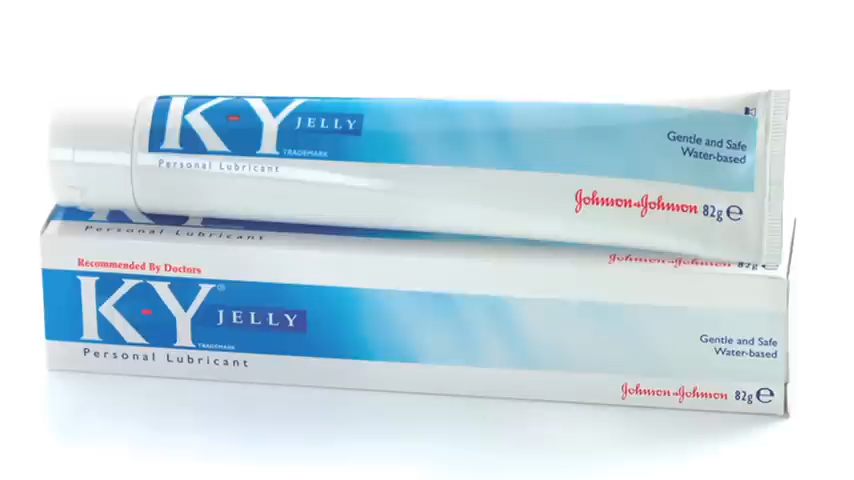 K-Y JELLY
TRADEMARK
Personal Lubricant
Gentle and Safe
Water-based
Johnson & Johnson 82g ℮
K-Y
Personal Lubricant
Johnson & Johnson 82g ℮
Recommended By Doctors
K-Y® JELLY
TRADEMARK
Personal Lubricant
Gentle and Safe
Water-based
Johnson & Johnson 82g ℮